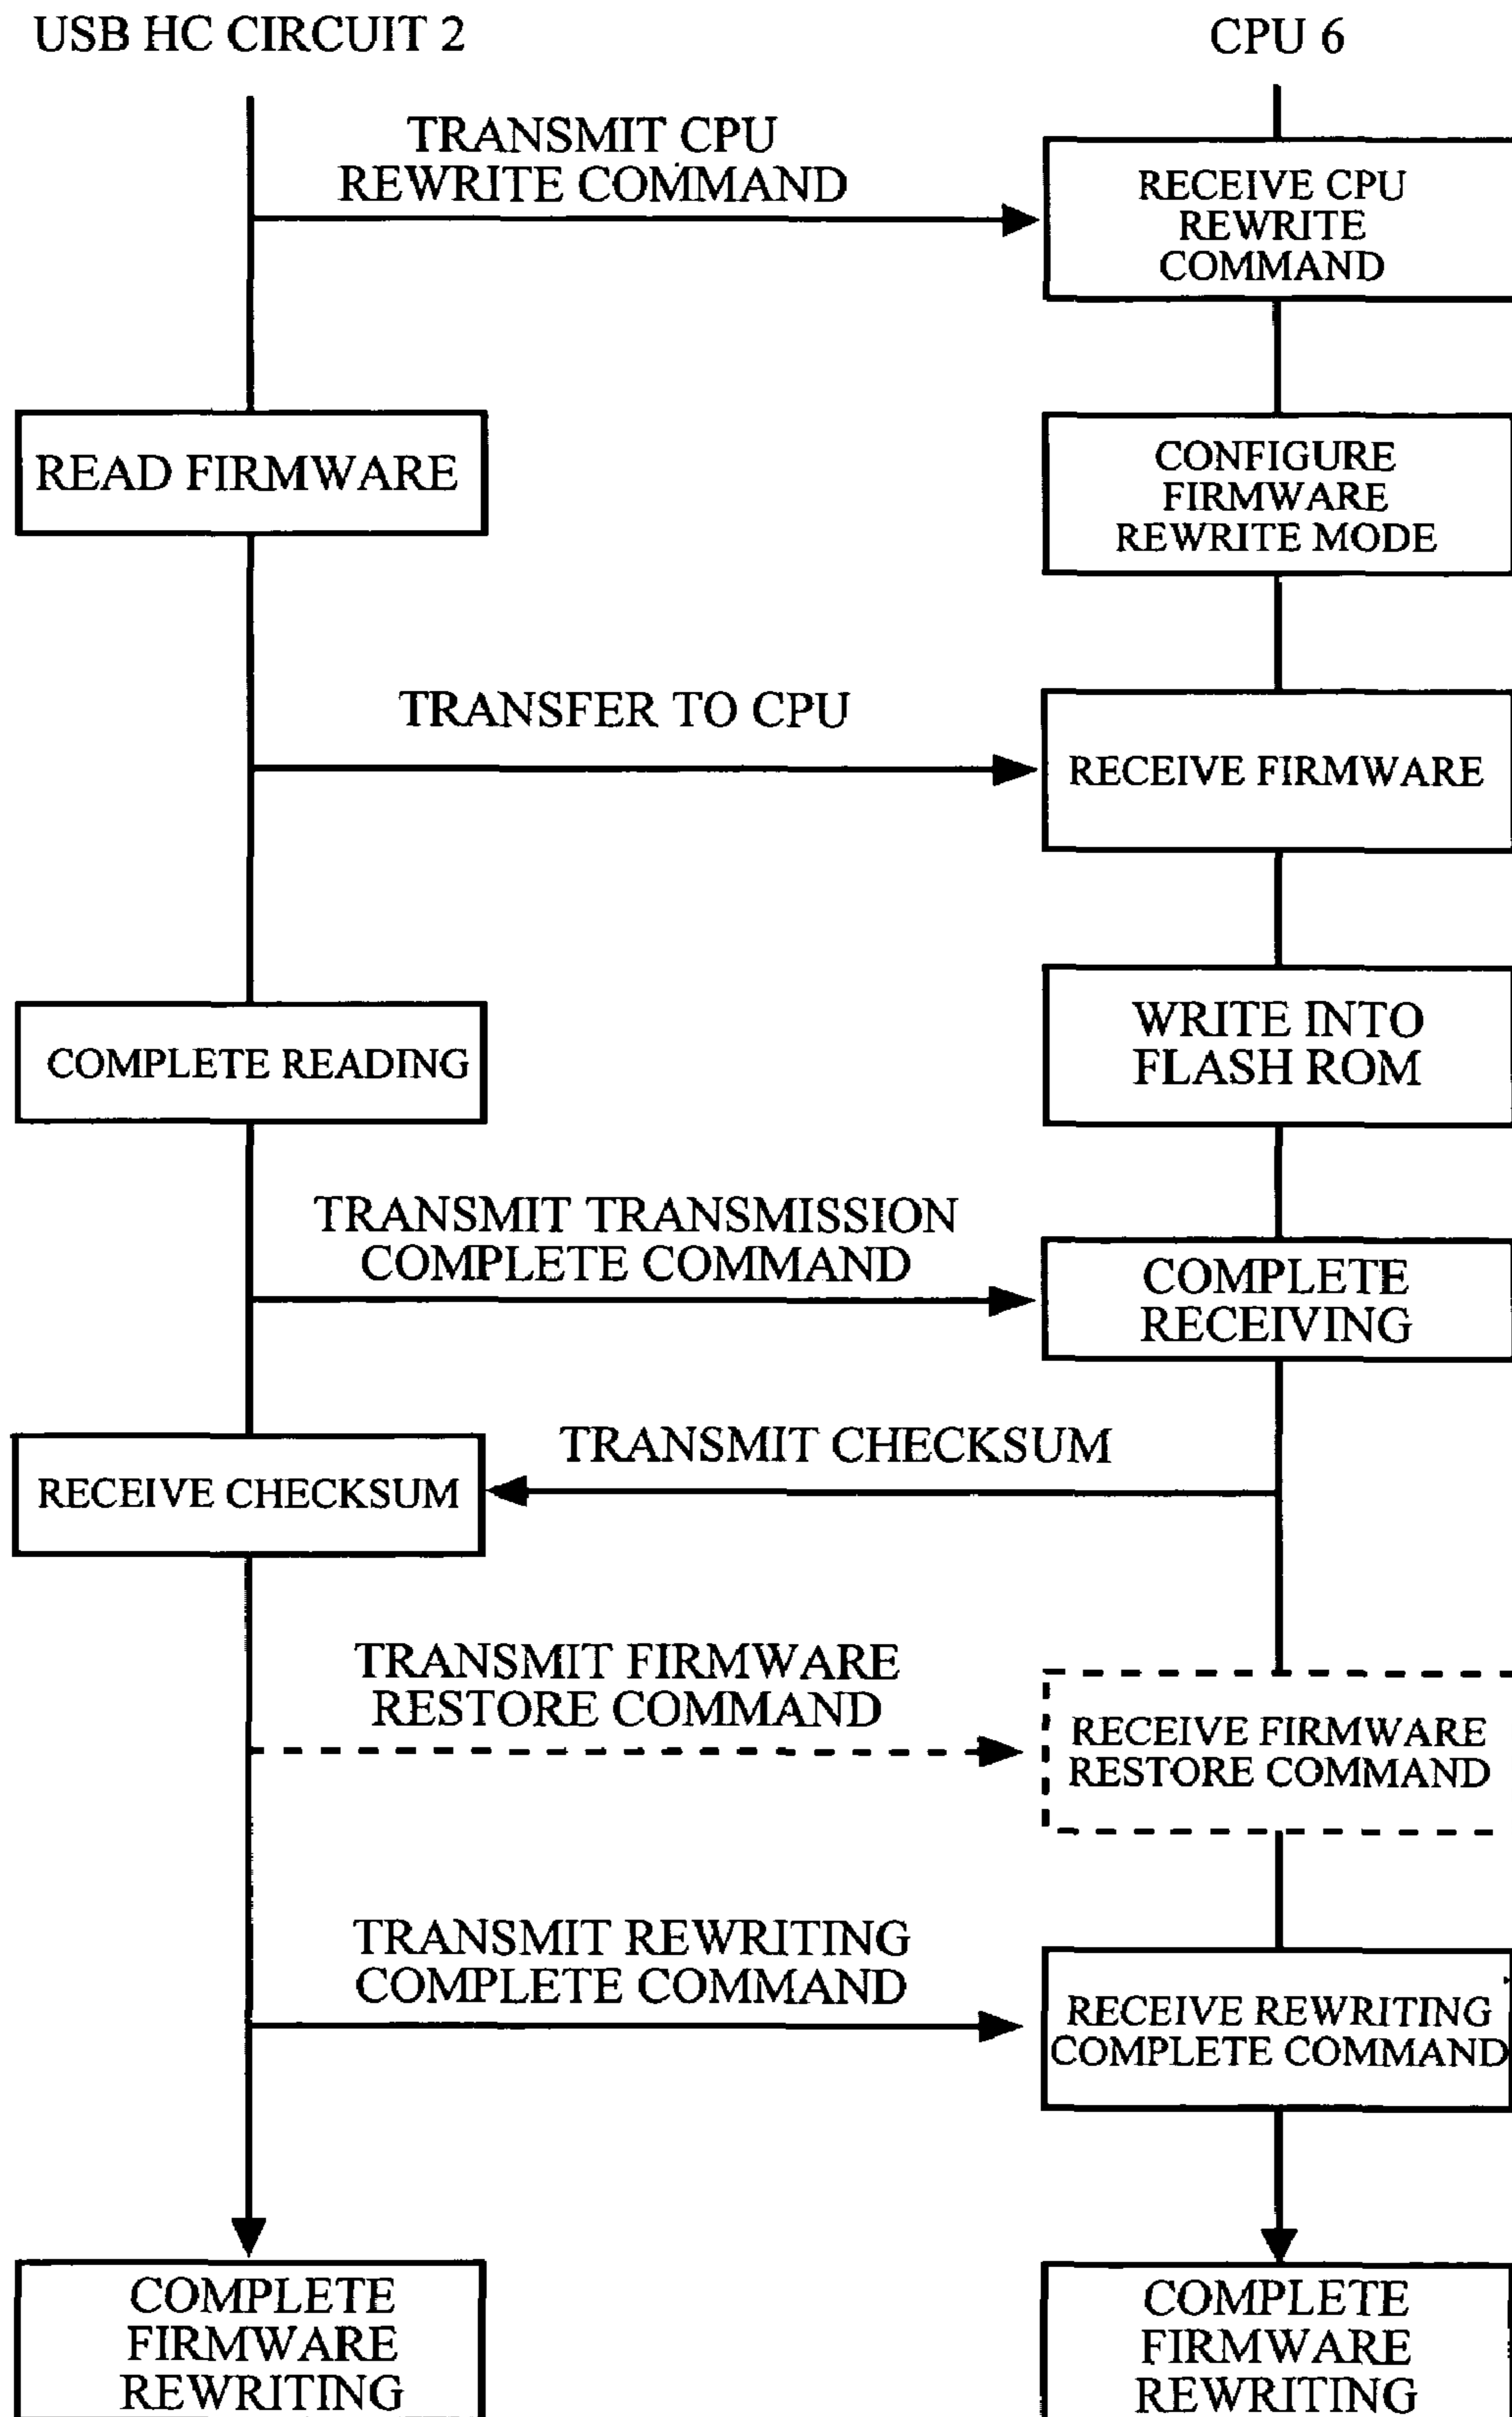 USB HC CIRCUIT 2
CPU 6
TRANSMIT CPU
REWRITE COMMAND
RECEIVE CPU
REWRITE
COMMAND
READ FIRMWARE
CONFIGURE
FIRMWARE
REWRITE MODE
TRANSFER TO CPU
RECEIVE FIRMWARE
COMPLETE READING
WRITE INTO
FLASH ROM
TRANSMIT TRANSMISSION
COMPLETE COMMAND
COMPLETE
RECEIVING
TRANSMIT CHECKSUM
RECEIVE CHECKSUM
TRANSMIT FIRMWARE
RESTORE COMMAND
RECEIVE FIRMWARE
RESTORE COMMAND
TRANSMIT REWRITING
COMPLETE COMMAND
RECEIVE REWRITING
COMPLETE COMMAND
COMPLETE
FIRMWARE
REWRITING
COMPLETE
FIRMWARE
REWRITING